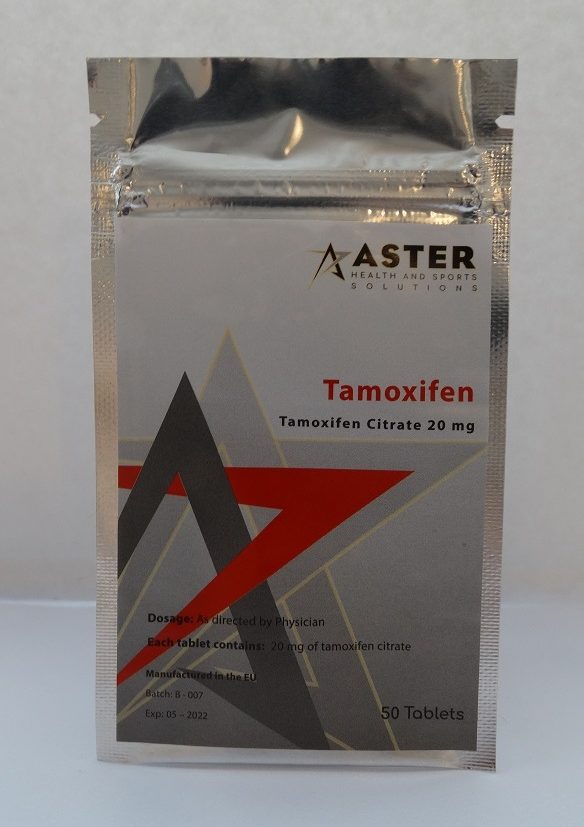 ASTER
HEALTH AND SPORTS
SOLUTIONS
Tamoxifen
Tamoxifen Citrate 20 mg
Dosage: As directed by Physician
Each tablet contains: 20 mg of tamoxifen citrate
Manufactured in the EU
Batch: B - 007
Exp: 05 – 2022
50 Tablets